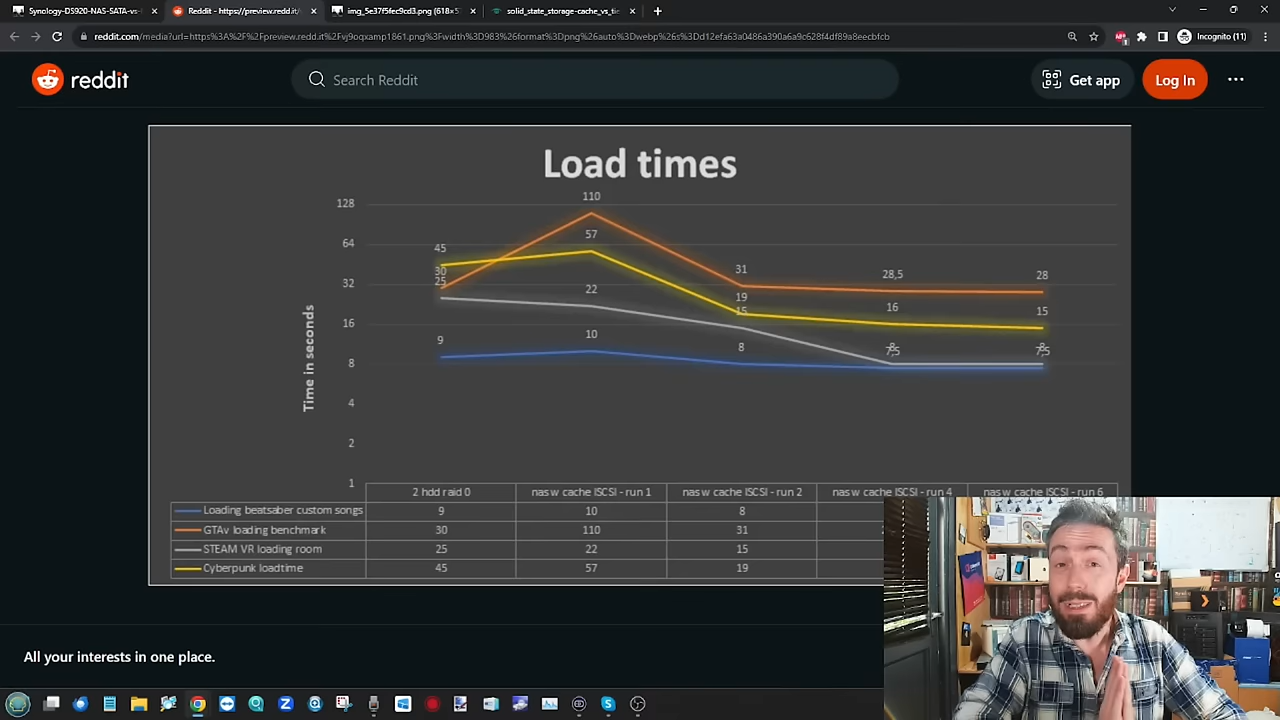 Synology-DS920-NAS-SATA-vs-
Reddit - https://preview.redd.it/
img_5e37f5fec9cd3.png (618×5
solid_state_storage-cache_vs_tie
reddit.com/media?url=https%3A%2F%2Fpreview.redd.it%2Fvj9oqxamp1861.png%3Fwidth%3D983%26format%3Dpng%26auto%3Dwebp%26s%3Dd12efa63a0486a390a6a9c628f4df89a8eecbfcb
Incognito (11)
reddit
Search Reddit
Get app
Log In
Load times
Time in seconds
128
64
32
16
8
4
2
1
45
30
25
9
110
57
22
10
31
19
15
8
28,5
16
8
7,5
28
15
8
7,5
2 hdd raid 0 nas w cache ISCSI - run 1 nas w cache ISCSI - run 2 nas w cache ISCSI - run 4 nas w cache ISCSI - run 6
Loading beatsaber custom songs 9 10 8
GTAv loading benchmark 30 110 31
STEAM VR loading room 25 22 15
Cyberpunk loadtime 45 57 19
All your interests in one place.